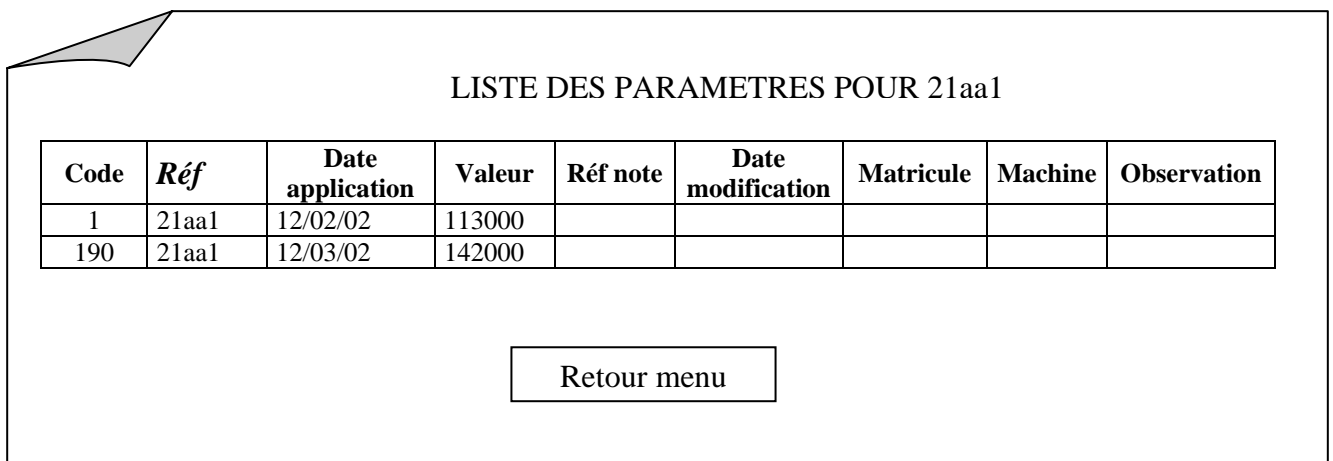 LISTE DES PARAMETRES POUR 21aa1
Code Réf Date application Valeur Réf note Date modification Matricule Machine Observation
1 21aa1 12/02/02 113000
190 21aa1 12/03/02 142000
Retour menu